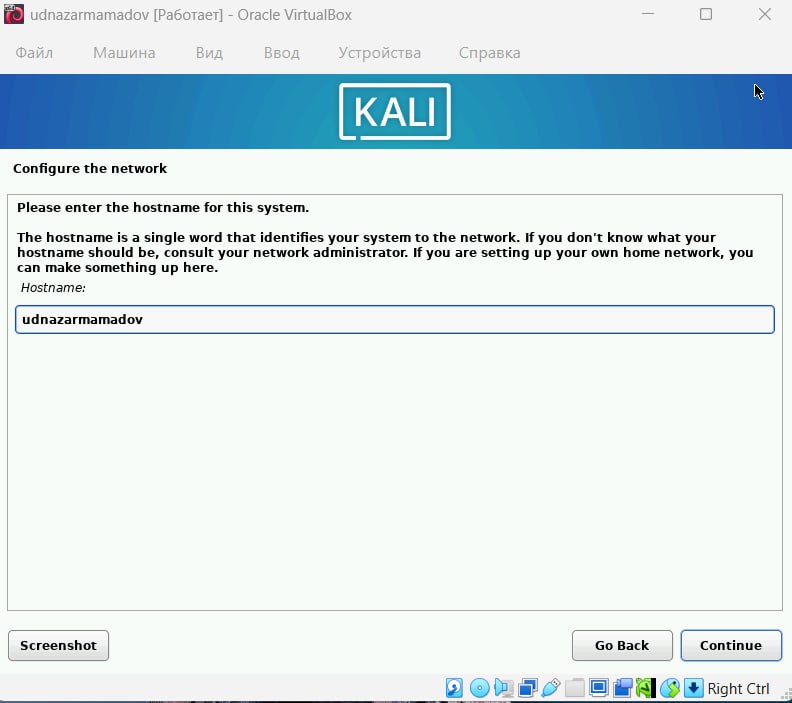 udnazarmamadov [Работает] - Oracle VirtualBox
Файл Машина Вид Ввод Устройства Справка
KALI
Configure the network
Please enter the hostname for this system.
The hostname is a single word that identifies your system to the network. If you don't know what your
hostname should be, consult your network administrator. If you are setting up your own home network, you
can make something up here.
Hostname:
udnazarmamadov
Screenshot Go Back Continue
Right Ctrl